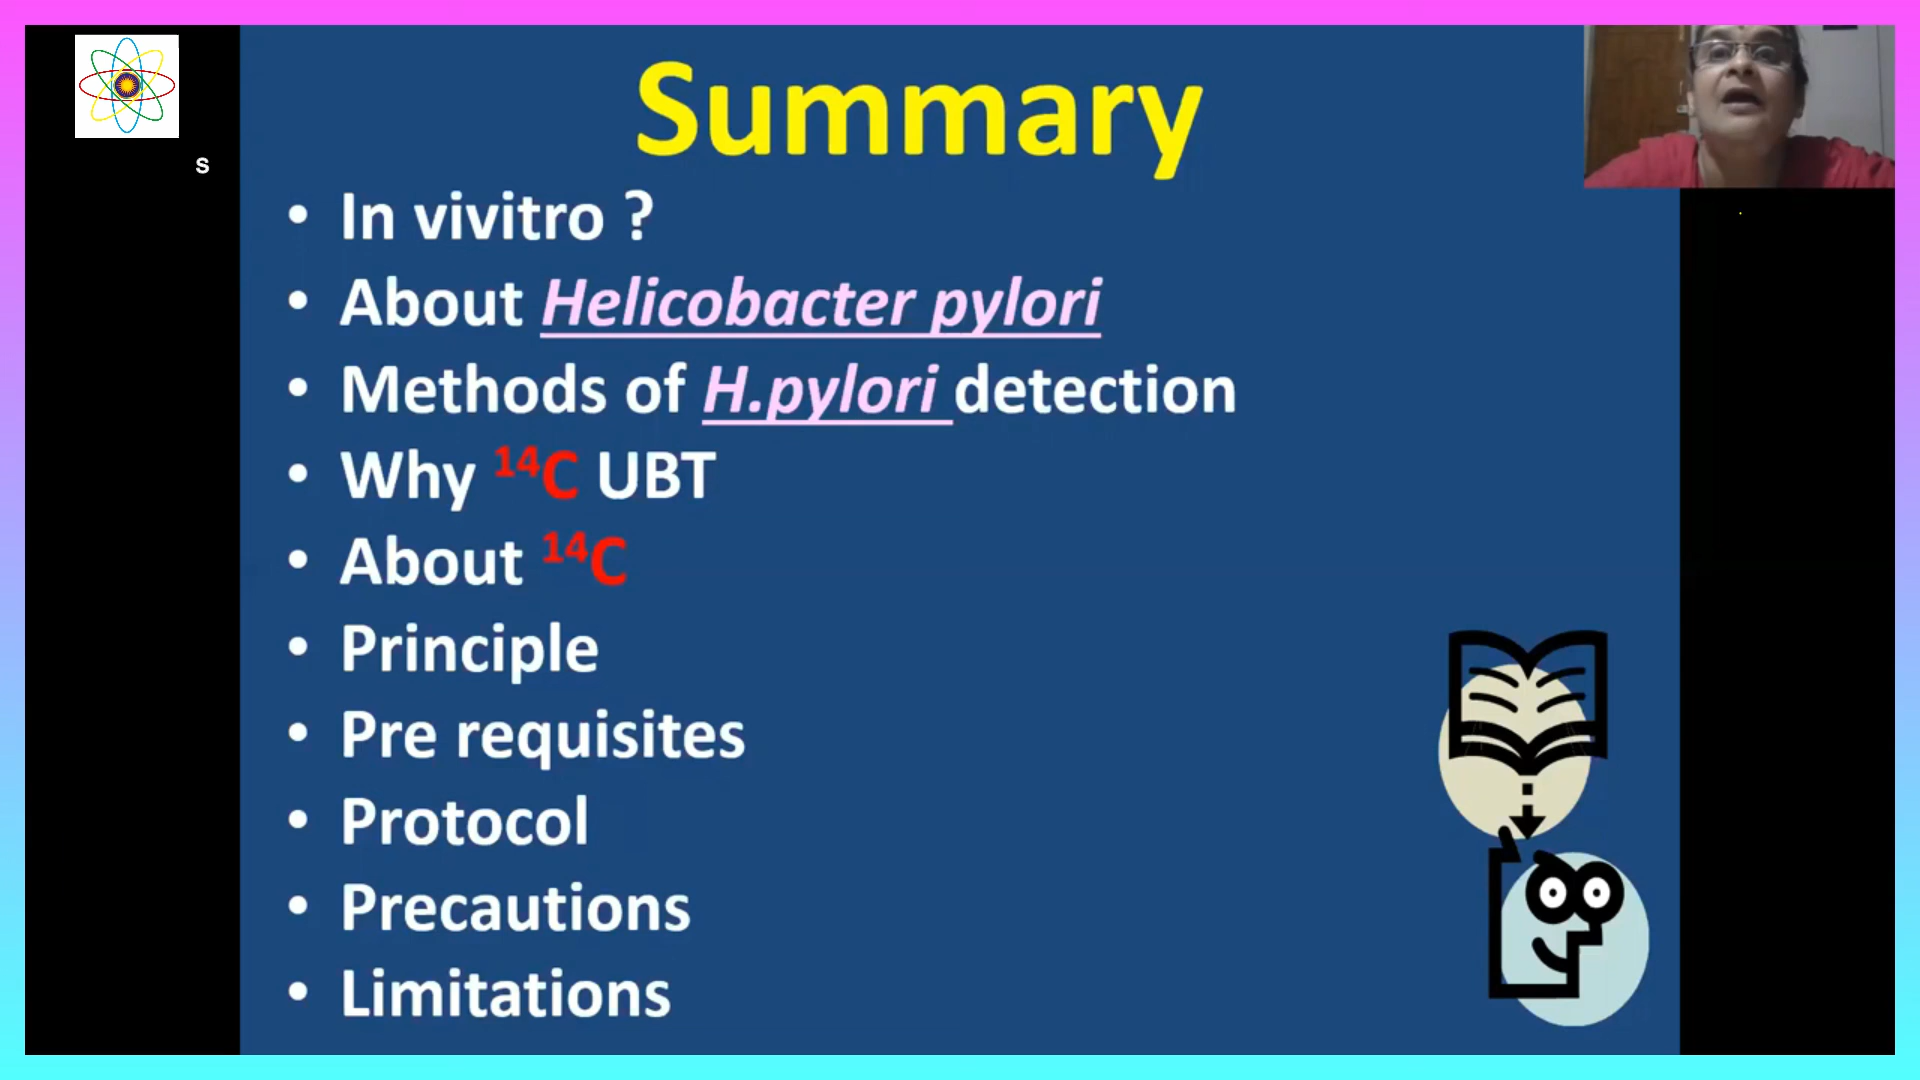 S
Summary
• In vivitro ?
• About Helicobacter pylori
• Methods of H.pylori detection
• Why ¹⁴C UBT
• About ¹⁴C
• Principle
• Pre requisites
• Protocol
• Precautions
• Limitations